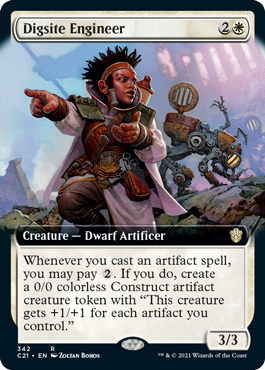 Digsite Engineer 2
Creature — Dwarf Artificer
Whenever you cast an artifact spell,
you may pay 2. If you do, create
a 0/0 colorless Construct artifact
creature token with “This creature
gets +1/+1 for each artifact you
control.”
3/3
342 R
C21 • EN Zoltan Boros
™ & © 2021 Wizards of the Coast